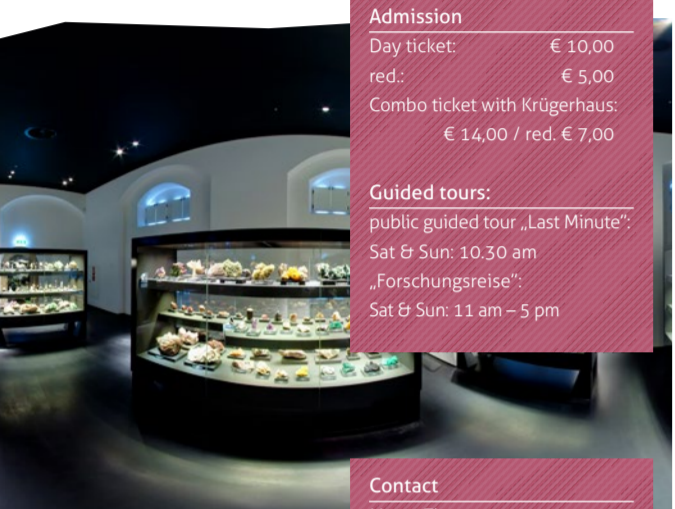 Admission
Day ticket: € 10,00
red.: € 5,00
Combo ticket with Krügerhaus:
€ 14,00 / red. € 7,00
Guided tours:
public guided tour „Last Minute“:
Sat & Sun: 10.30 am
„Forschungsreise“:
Sat & Sun: 11 am – 5 pm
Contact